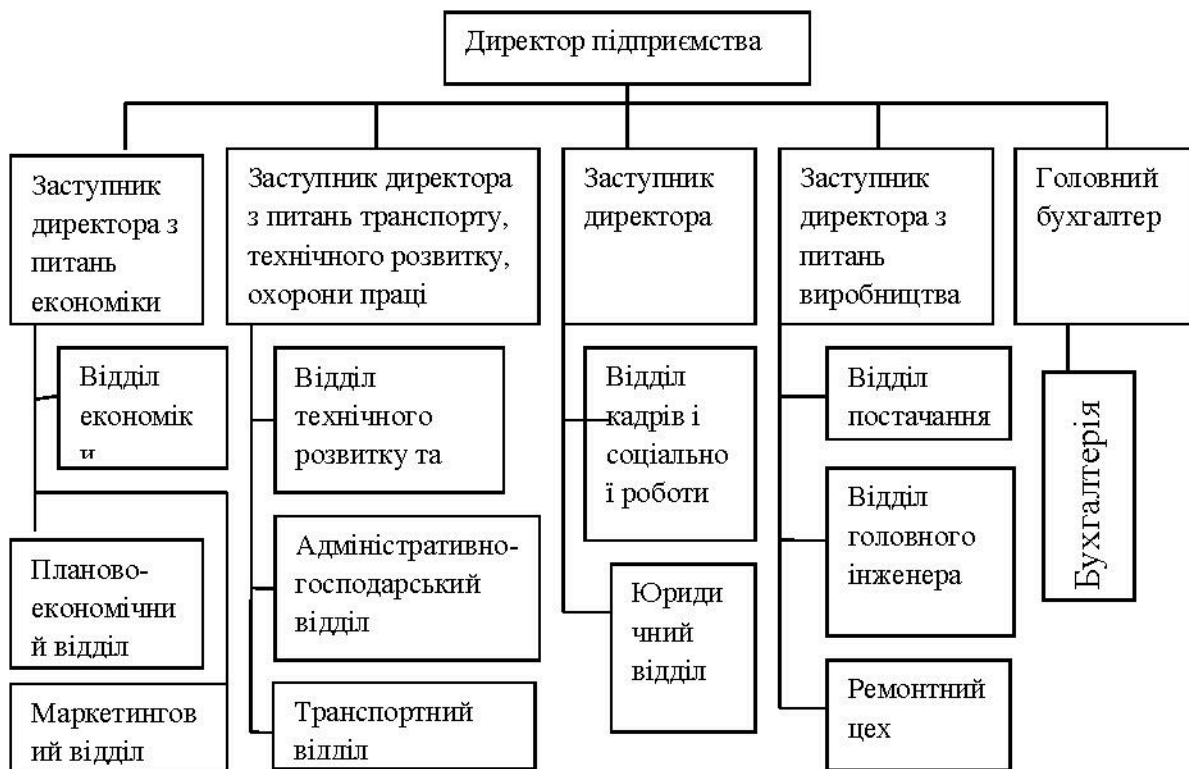 Директор підприємства
Заступник
директора з
питань
економіки
Заступник директора
з питань транспорту,
технічного розвитку,
охорони праці
Заступник
директора
Заступник
директора з
питань
виробництва
Головний
бухгалтер
Відділ
економік
и
Відділ
технічного
розвитку та
Відділ
кадрів і
соціально
ї роботи
Відділ
постачання
Бухгалтерія
Планово-
економічни
й відділ
Адміністративно-
господарський
відділ
Юриди
чний
відділ
Відділ
головного
інженера
Маркетингов
ий відділ
Транспортний
відділ
Ремонтний
цех